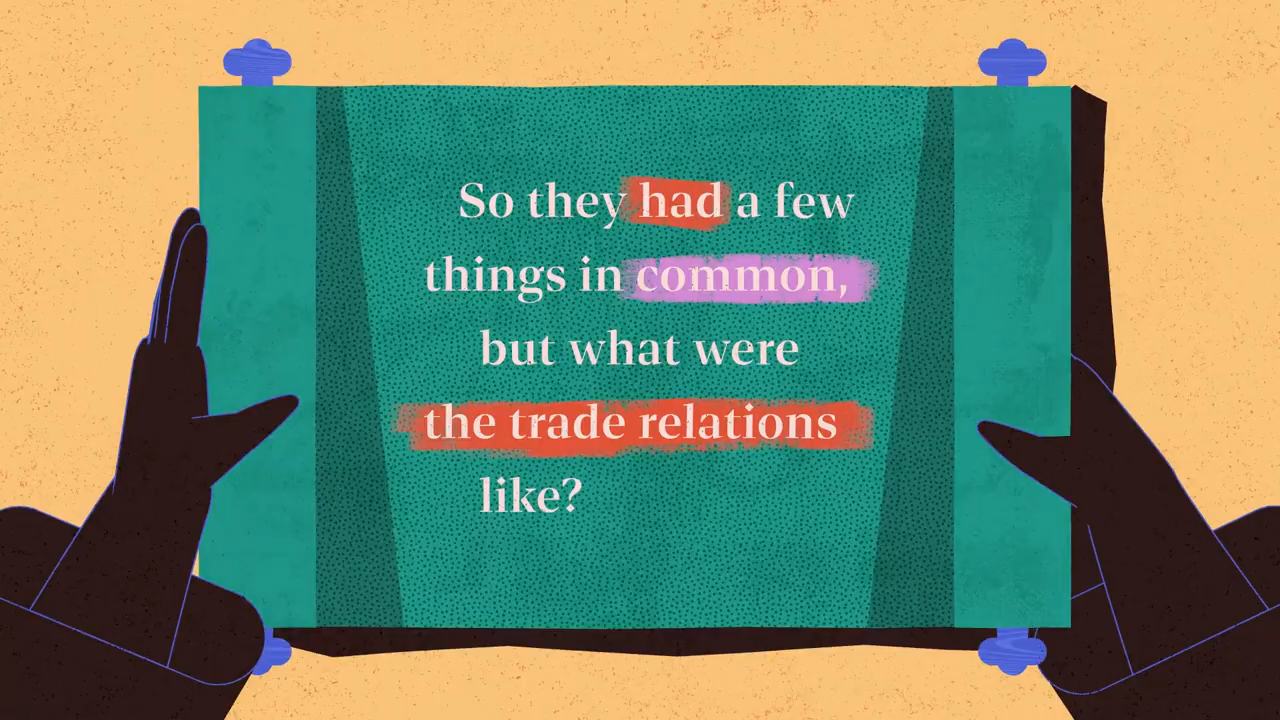 So they had a few
things in common,
but what were
the trade relations
like?